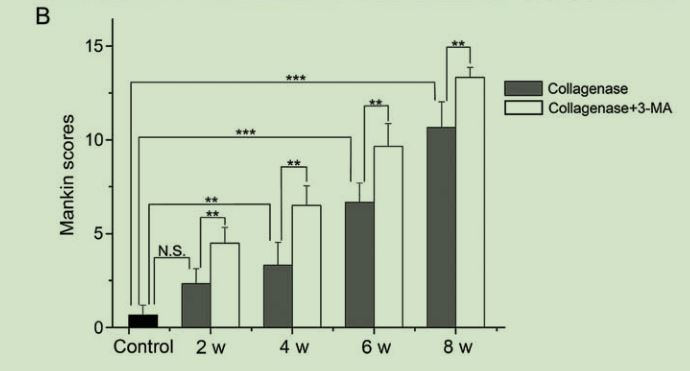 B
Mankin scores
15
10
5
0
***
***
**
N.S.
**
**
**
**
Control 2 w 4 w 6 w 8 w
Collagenase
Collagenase+3-MA